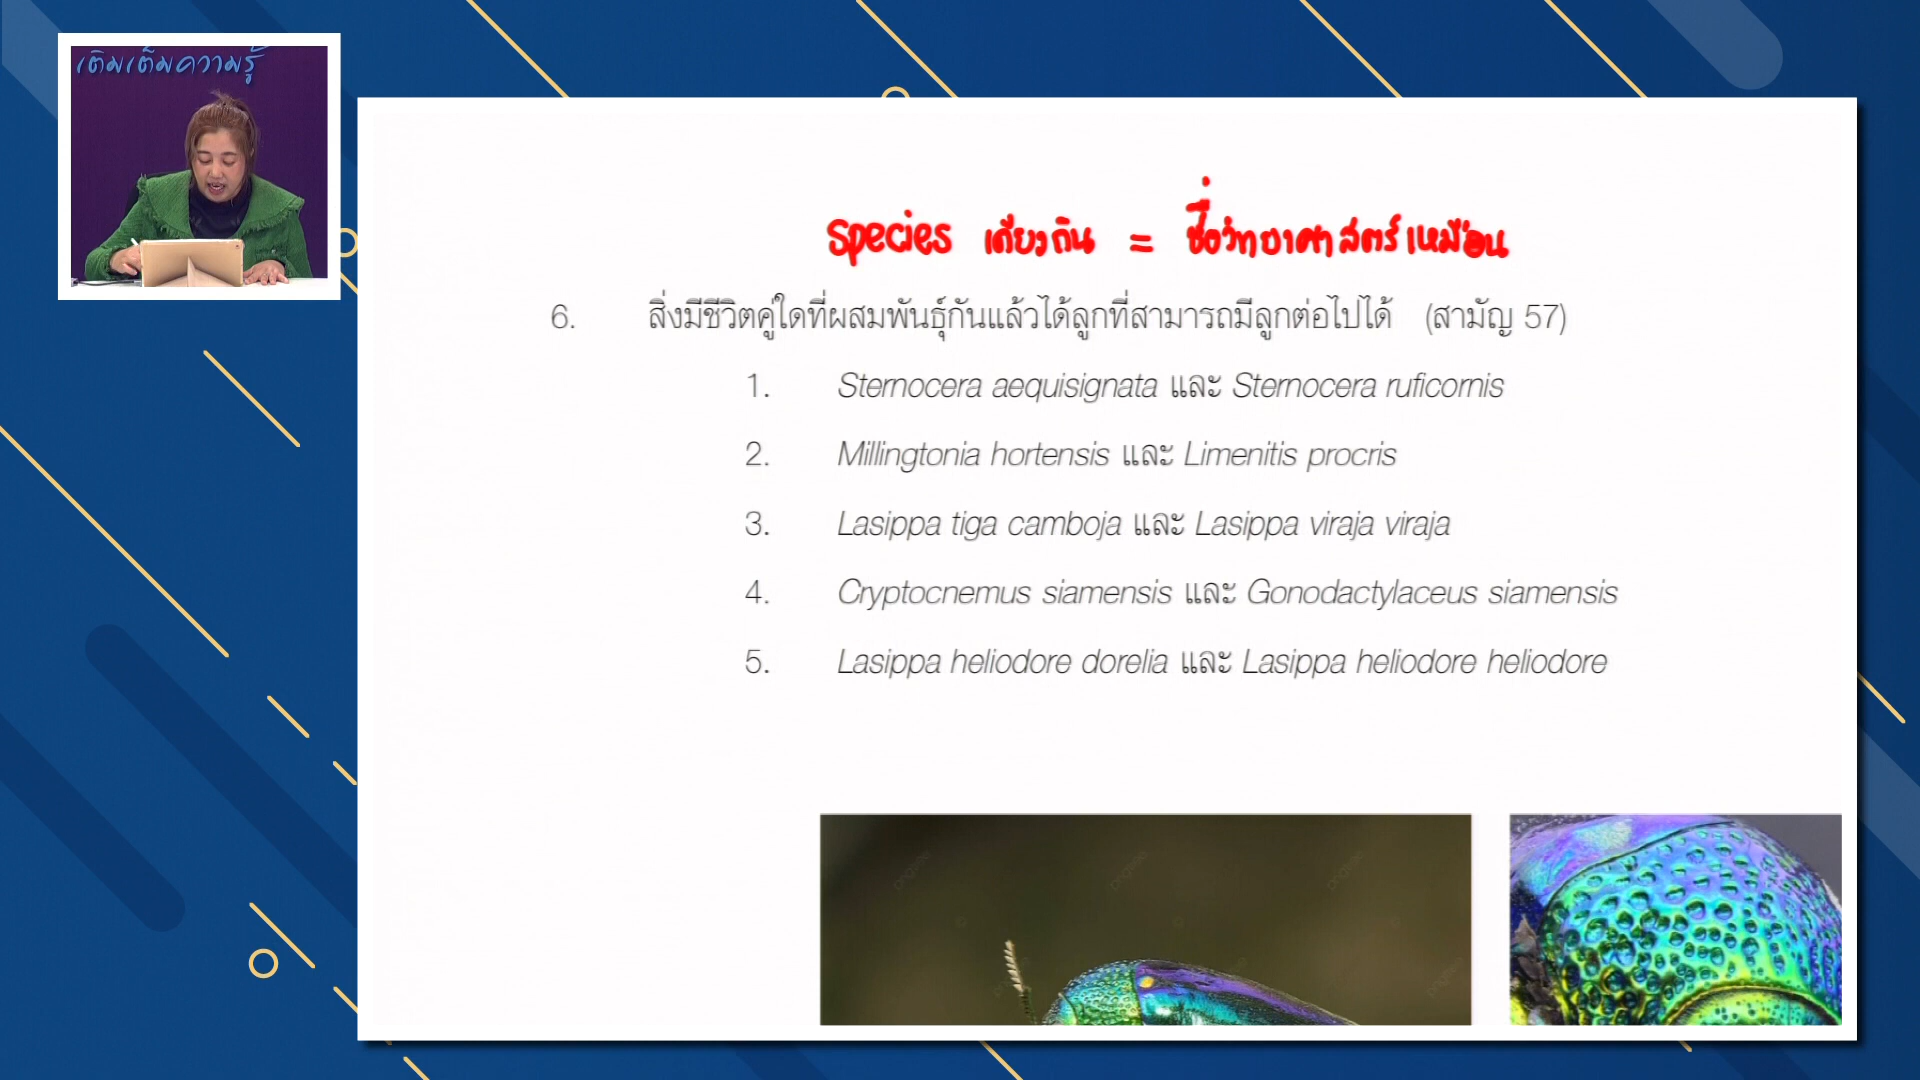 เติมเต็มความรู้
species เดียวกัน = ชื่อวิทยาศาสตร์เหมือน
6. สิ่งมีชีวิตคู่ใดที่ผสมพันธุ์กันแล้วได้ลูกที่สามารถมีลูกต่อไปได้ (สามัญ 57)
1. Sternocera aequisignata และ Sternocera ruficornis
2. Millingtonia hortensis และ Limenitis procris
3. Lasippa tiga camboja และ Lasippa viraja viraja
4. Cryptocnemus siamensis และ Gonodactylaceus siamensis
5. Lasippa heliodore dorelia และ Lasippa heliodore heliodore